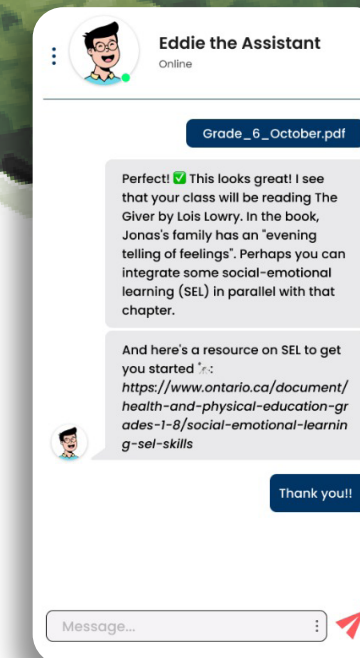 Eddie the Assistant
Online
Grade_6_October.pdf
Perfect! ✅ This looks great! I see
that your class will be reading The
Giver by Lois Lowry. In the book,
Jonas's family has an "evening
telling of feelings". Perhaps you can
integrate some social-emotional
learning (SEL) in parallel with that
chapter.
And here's a resource on SEL to get
you started :
https://www.ontario.ca/document/
health-and-physical-education-gr
ades-1-8/social-emotional-learnin
g-sel-skills
Thank you!!
Message...